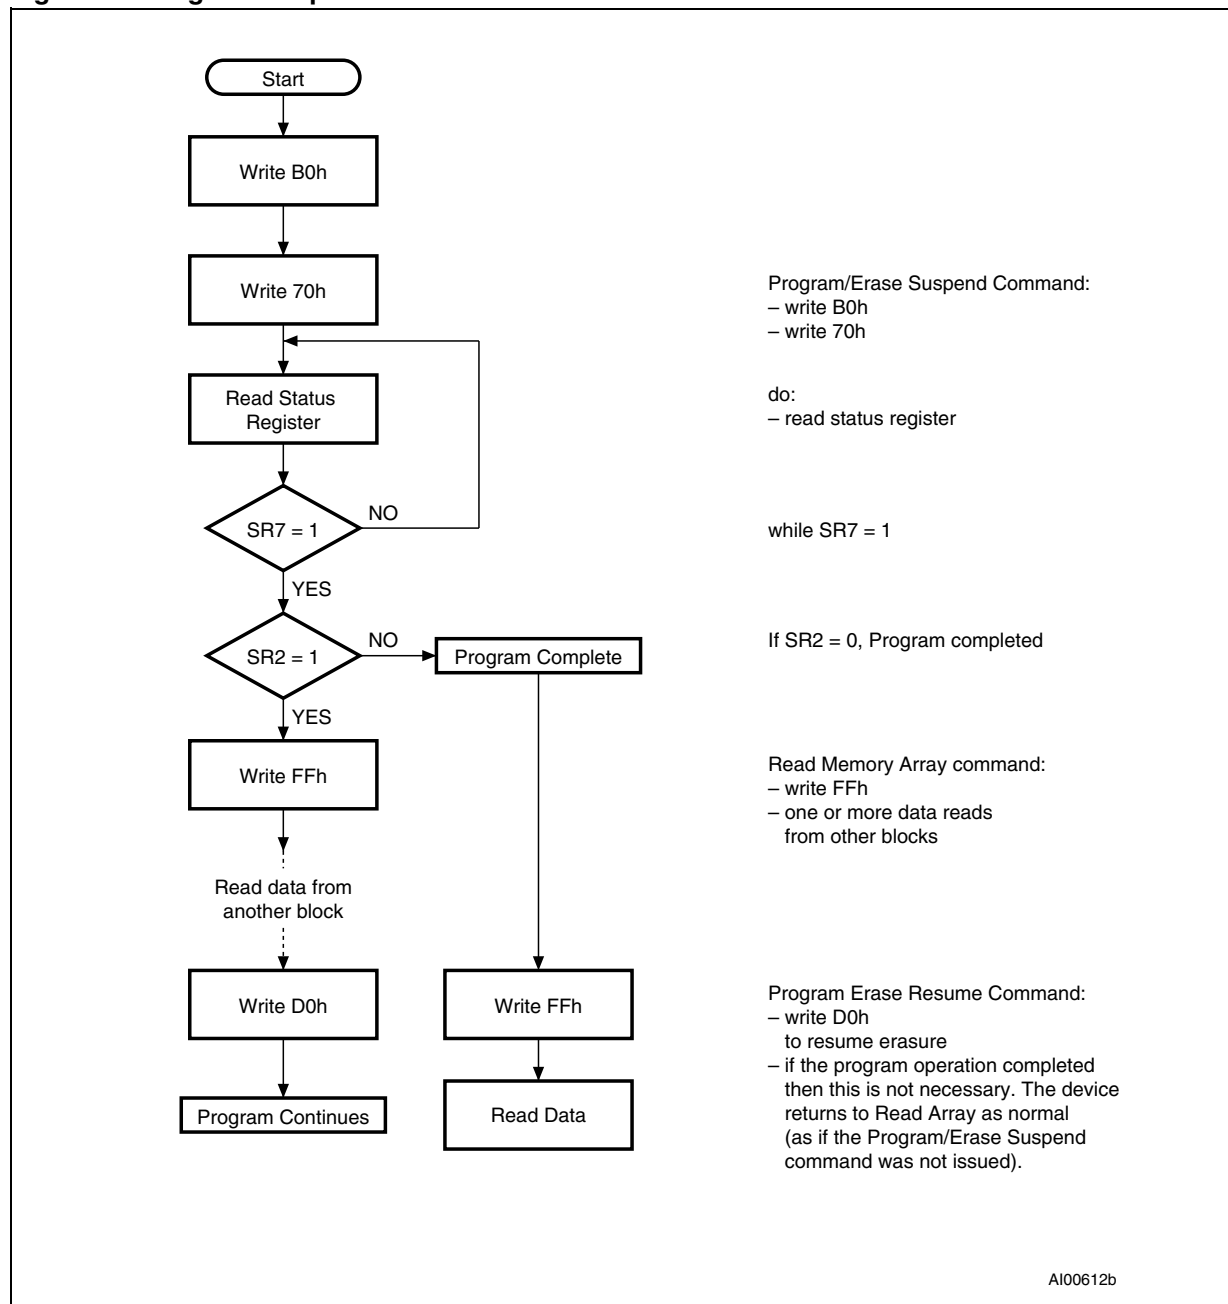 Start
Write B0h
Write 70h
Program/Erase Suspend Command:
– write B0h
– write 70h
Read Status
Register
do:
– read status register
NO
SR7 = 1
while SR7 = 1
YES
NO
SR2 = 1
Program Complete
If SR2 = 0, Program completed
YES
Write FFh
Read Memory Array command:
– write FFh
– one or more data reads
from other blocks
Read data from
another block
Write D0h
Write FFh
Program Erase Resume Command:
– write D0h
to resume erasure
– if the program operation completed
then this is not necessary. The device
returns to Read Array as normal
(as if the Program/Erase Suspend
command was not issued).
Program Continues
Read Data
AI00612b